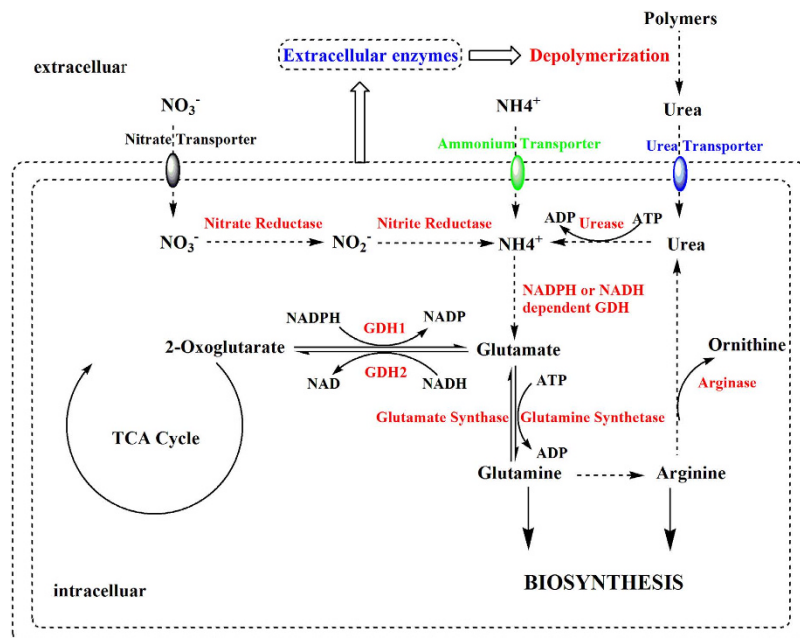 Polymers
Extracellular enzymes
Depolymerization
extracelluar
NO₃⁻
NH4⁺
Urea
Nitrate Transporter
Ammonium Transporter
Urea Transporter
ADP
Urease
ATP
Nitrate Reductase
Nitrite Reductase
NO₃⁻
NO₂⁻
NH4⁺
Urea
NADPH or NADH
dependent GDH
NADPH
GDH1
NADP
2-Oxoglutarate
Glutamate
Ornithine
NAD
GDH2
NADH
ATP
Arginase
Glutamate Synthase
Glutamine Synthetase
TCA Cycle
ADP
Glutamine
Arginine
BIOSYNTHESIS
intracelluar